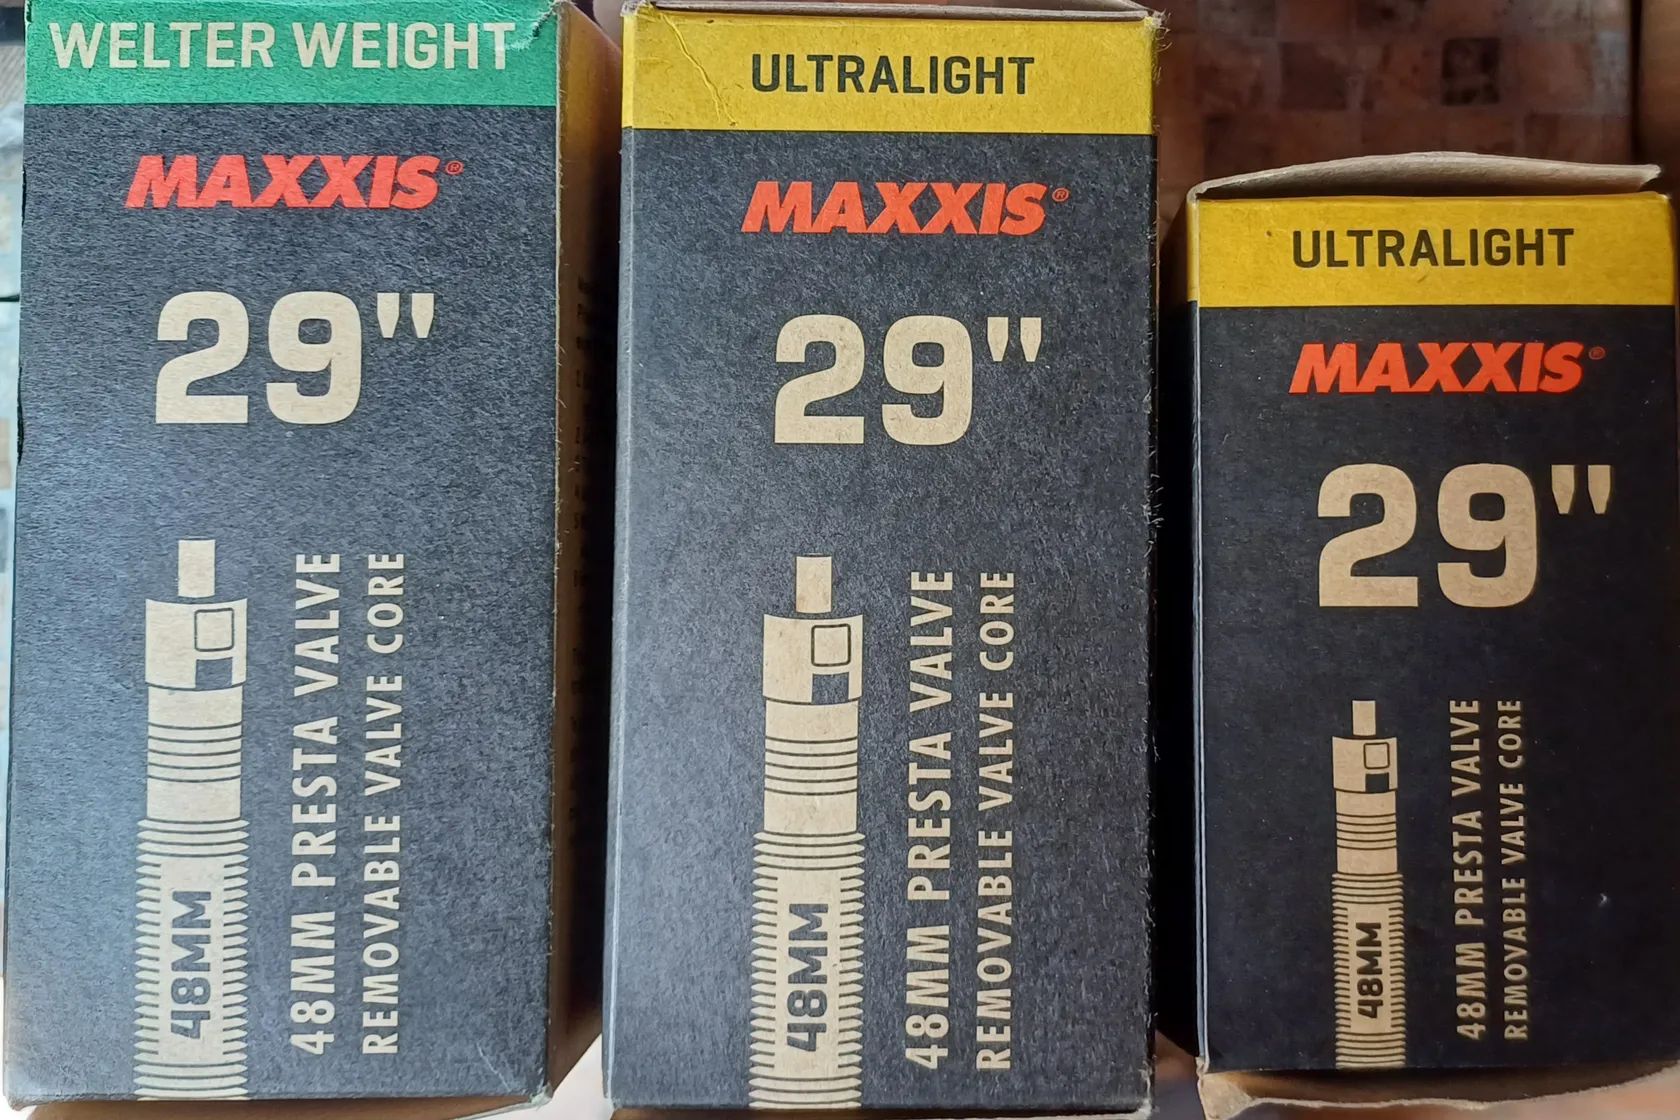 WELTER WEIGHT
MAXXIS®
29"
48MM
48MM PRESTA VALVE
REMOVABLE VALVE CORE
ULTRALIGHT
MAXXIS®
29"
48MM
48MM PRESTA VALVE
REMOVABLE VALVE CORE
ULTRALIGHT
MAXXIS®
29"
48MM
48MM PRESTA VALVE
REMOVABLE VALVE CORE